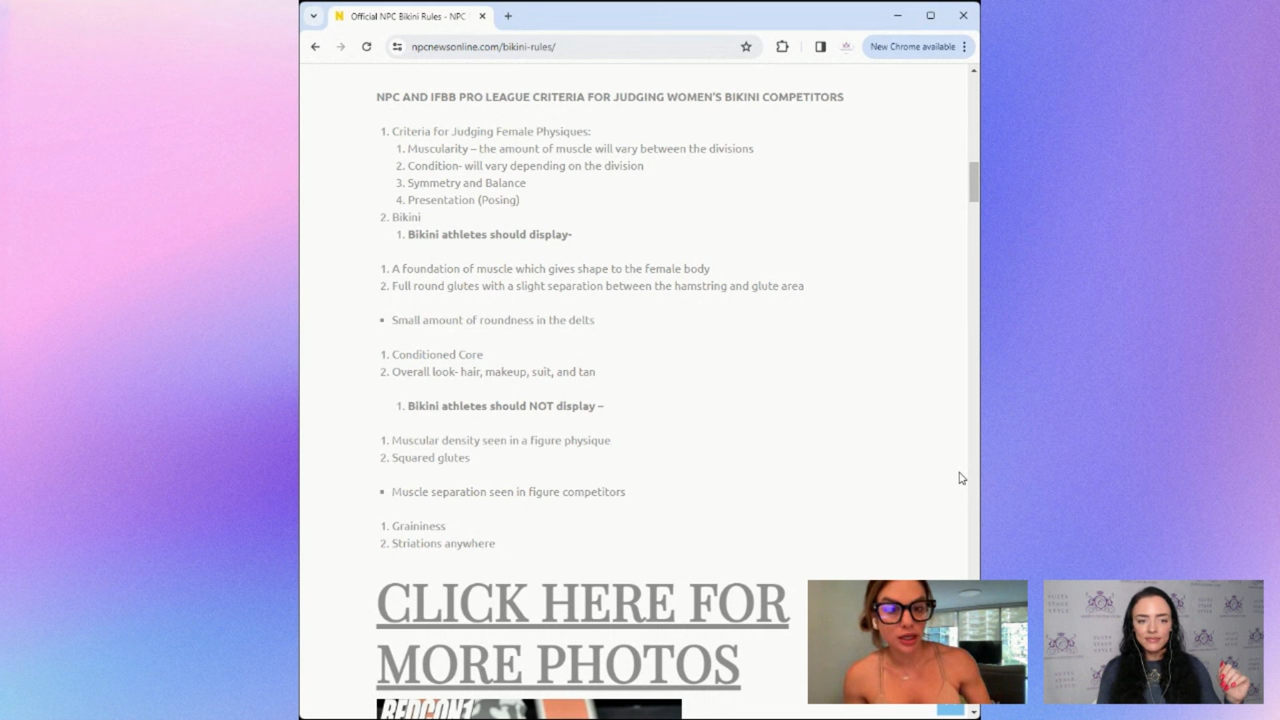 Official NPC Bikini Rules - NPC
npcnewsonline.com/bikini-rules/
New Chrome available
NPC AND IFBB PRO LEAGUE CRITERIA FOR JUDGING WOMEN'S BIKINI COMPETITORS
1. Criteria for Judging Female Physiques:
1. Muscularity – the amount of muscle will vary between the divisions
2. Condition- will vary depending on the division
3. Symmetry and Balance
4. Presentation (Posing)
2. Bikini
1. Bikini athletes should display-
1. A foundation of muscle which gives shape to the female body
2. Full round glutes with a slight separation between the hamstring and glute area
▪ Small amount of roundness in the delts
1. Conditioned Core
2. Overall look- hair, makeup, suit, and tan
1. Bikini athletes should NOT display –
1. Muscular density seen in a figure physique
2. Squared glutes
▪ Muscle separation seen in figure competitors
1. Graininess
2. Striations anywhere
CLICK HERE FOR
MORE PHOTOS
REDCON1